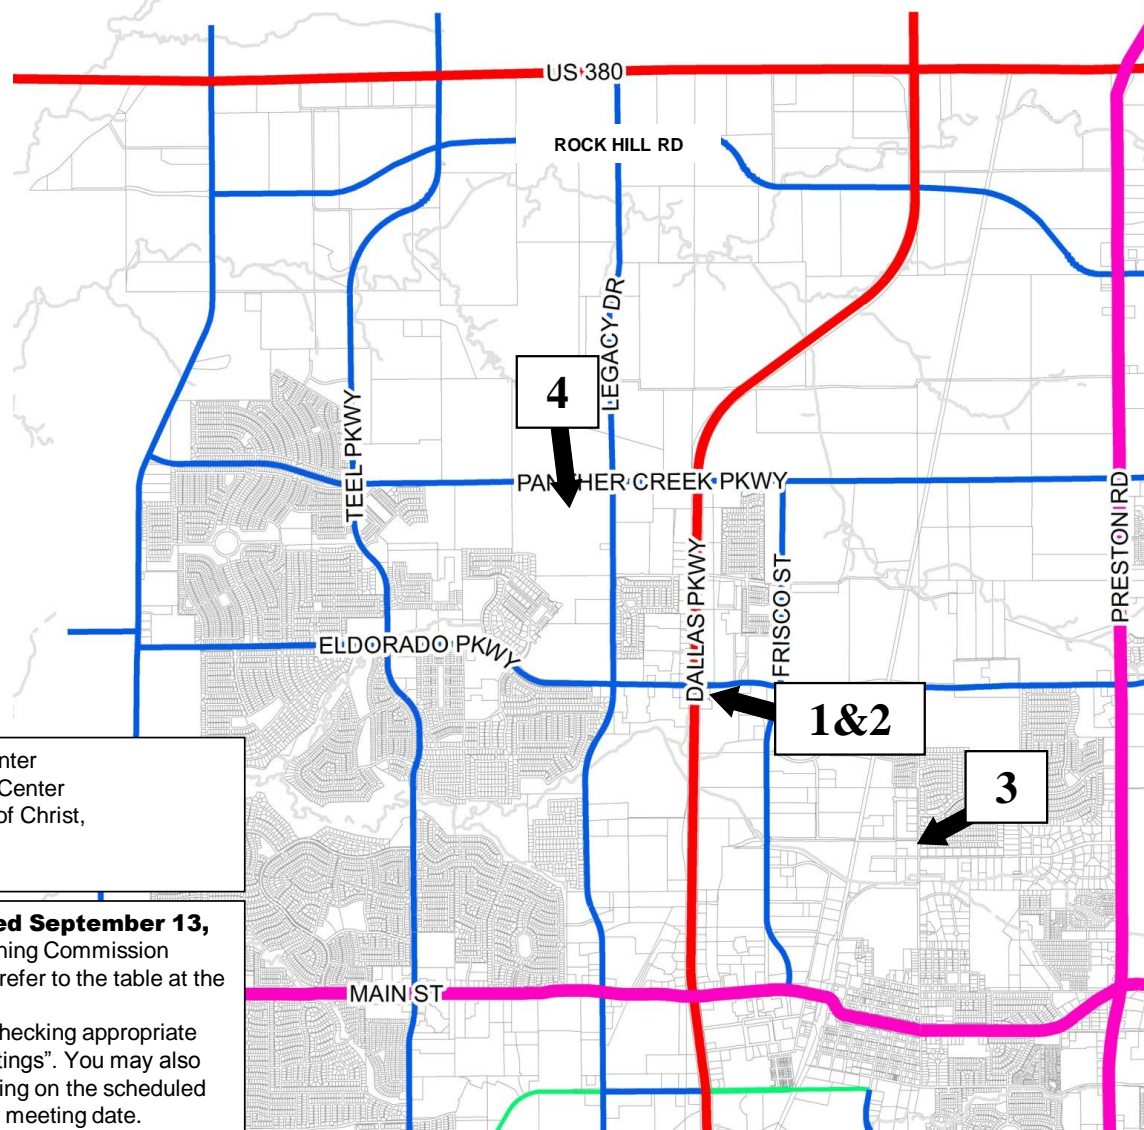 US 380
ROCK HILL RD
LEGACY DR
4
TEEL PKWY
PANTHER CREEK PKWY
PRESTON RD
DALLAS PKWY
FRISCO ST
ELDORADO PKWY
1&2
3
nter
Center
of Christ,
ed September 13,
ning Commission
refer to the table at the
MAIN ST
hecking appropriate
tings”. You may also
ing on the scheduled
meeting date.